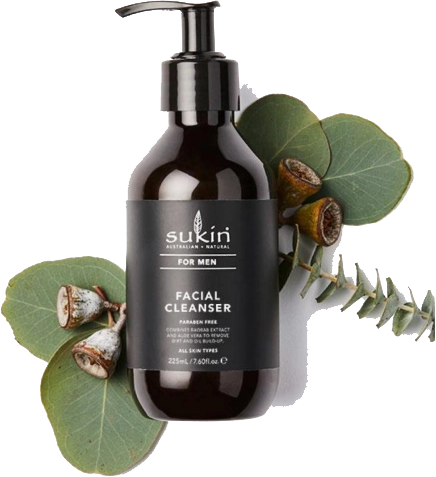 sukin
AUSTRALIAN • NATURAL
FOR MEN
FACIAL
CLEANSER
PARABEN FREE
COMBINES BAOBAB EXTRACT
AND ALOE VERA TO REMOVE
DIRT AND OIL BUILD-UP.
ALL SKIN TYPES
225mL / 7.60fl oz. ℮